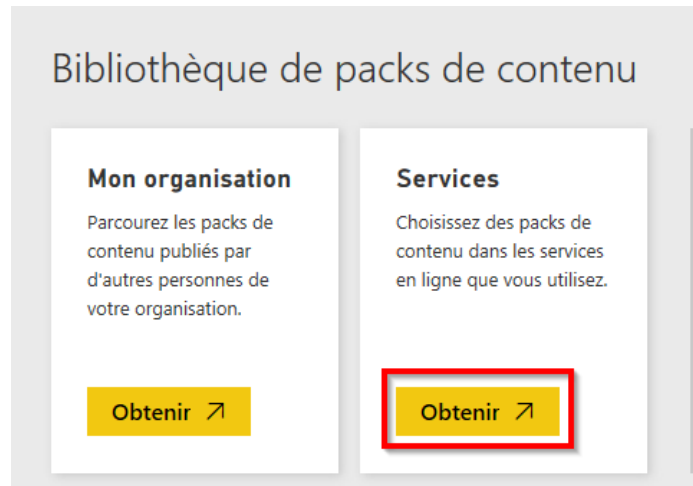 Bibliothèque de packs de contenu
Mon organisation
Parcourez les packs de
contenu publiés par
d'autres personnes de
votre organisation.
Obtenir
Services
Choisissez des packs de
contenu dans les services
en ligne que vous utilisez.
Obtenir